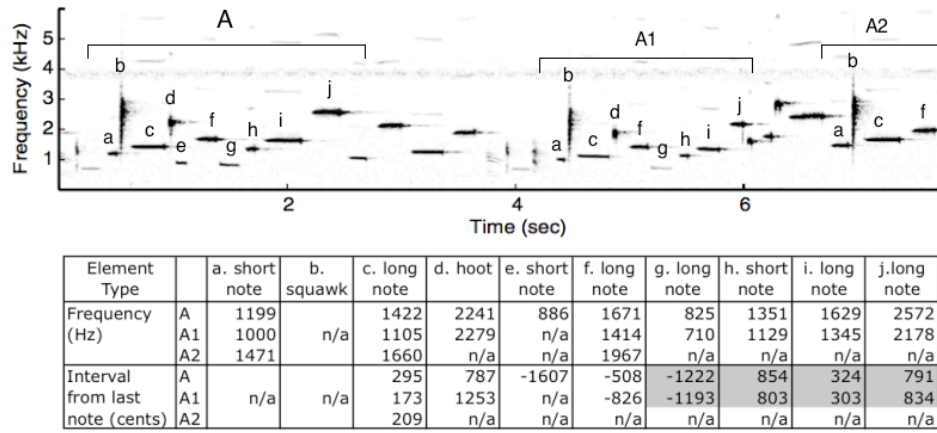 A
A1
A2
b
b
b
j
d
c
a
e
f
g
h
i
d
j
f
a
c
g
h
i
a
c
f
Frequency (kHz)
5
4
3
2
1
2
4
6
Time (sec)
Element Type a. short note b. squawk c. long note d. hoot e. short note f. long note g. long note h. short note i. long note j.long note
Frequency A 1199 1422 2241 886 1671 825 1351 1629 2572
(Hz) A1 1000 n/a 1105 2279 n/a 1414 710 1129 1345 2178
A2 1471 1660 n/a n/a 1967 n/a n/a n/a n/a
Interval A 295 787 -1607 -508 -1222 854 324 791
from last A1 n/a n/a 173 1253 n/a -826 -1193 803 303 834
note (cents) A2 209 n/a n/a n/a n/a n/a n/a n/a